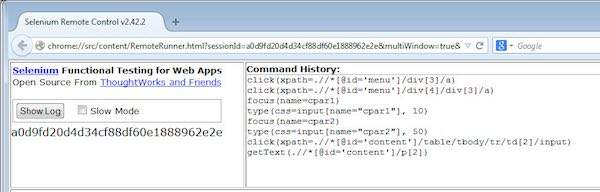 Selenium Remote Control v2.42.2
chrome://src/content/RemoteRunner.html?sessionId=a0d9fd20d4d34cf88df60e1888962e2e&multiWindow=true&
Google
Selenium Functional Testing for Web Apps
Open Source From ThoughtWorks and Friends
Show Log
Slow Mode
a0d9fd20d4d34cf88df60e1888962e2e
Command History:
click(xpath=.//*[@id='menu']/div[3]/a)
click(xpath=.//*[@id='menu']/div[4]/div[3]/a)
focus(name=cpar1)
type(css=input[name="cpar1"], 10)
focus(name=cpar2)
type(css=input[name="cpar2"], 50)
click(xpath=.//*[@id='content']/table/tbody/tr/td[2]/input)
getText(.//*[@id='content']/p[2])